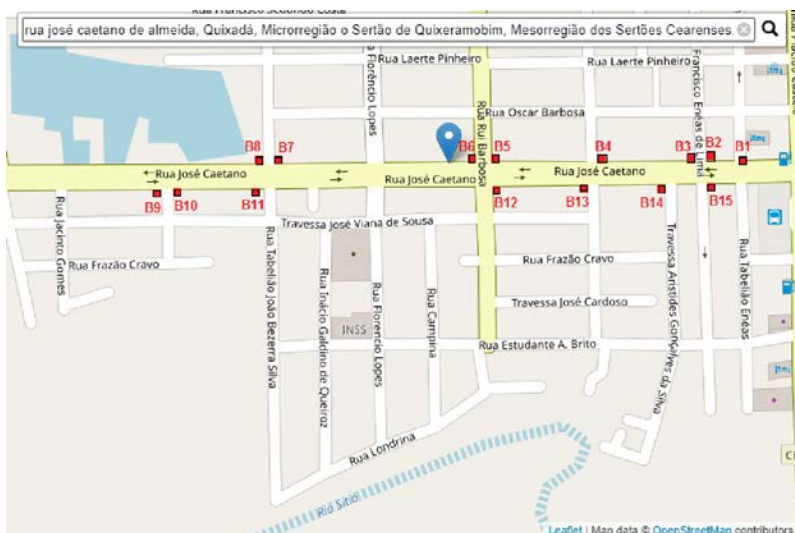 rua josé caetano de almeida, Quixadá, Microrregião o Sertão de Quixeramobim, Mesorregião dos Sertões Cearenses,
Rua Francisco Segundo Costa
Rua Laerte Pinheiro
Rua Laerte Pinheiro
Rua Florêncio Lopes
Rua Oscar Barbosa
Rua Rui Barbosa
Francisco Enéas de Lima
B8
B7
B6
B5
B4
B3
B2
B1
Rua José Caetano
Rua José Caetano
Rua José Caetano
B9
B10
B11
B12
B13
B14
B15
Rua Jacinto Gomes
Travessa José Viana de Sousa
Rua Frazão Cravo
Rua Frazão Cravo
Rua Tabelião João Bezerra Silva
Rua Inácio Galdino de Queiroz
Rua Florencio Lopes
Rua Campina
Travessa José Cardoso
Travessa Aristides Gonçalves da Silva
Rua Tabelião Enéas
INSS
Rua Estudante A. Brito
Rua Londrina
Rio Sitiá
Leaflet | Map data © OpenStreetMap contributors